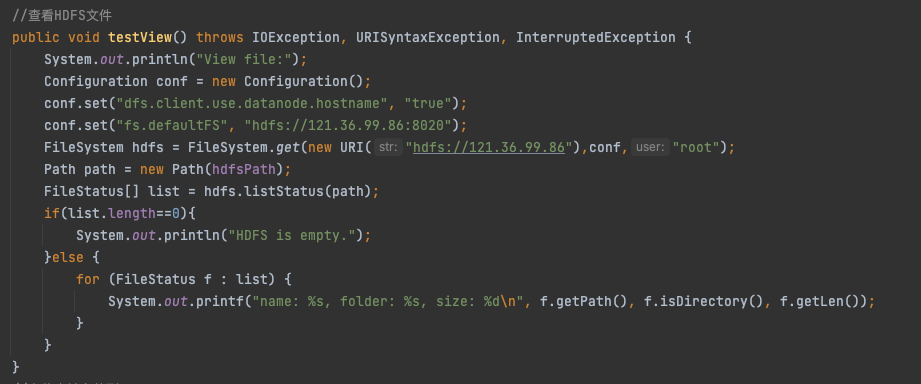 //查看HDFS文件
public void testView() throws IOException, URISyntaxException, InterruptedException {
System.out.println("View file:");
Configuration conf = new Configuration();
conf.set("dfs.client.use.datanode.hostname", "true");
conf.set("fs.defaultFS", "hdfs://121.36.99.86:8020");
FileSystem hdfs = FileSystem.get(new URI( str: "hdfs://121.36.99.86"),conf, user: "root");
Path path = new Path(hdfsPath);
FileStatus[] list = hdfs.listStatus(path);
if(list.length==0){
System.out.println("HDFS is empty.");
}else {
for (FileStatus f : list) {
System.out.printf("name: %s, folder: %s, size: %d\n", f.getPath(), f.isDirectory(), f.getLen());
}
}
}